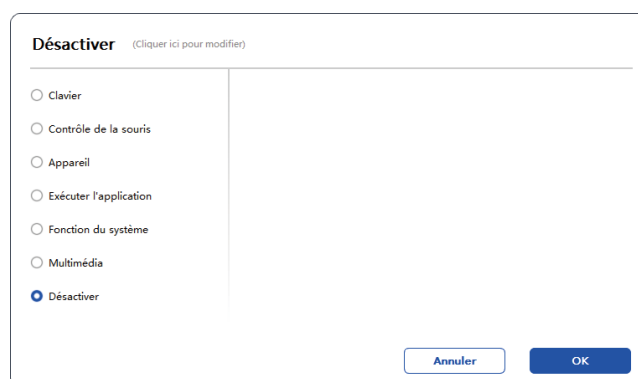 Désactiver (Cliquer ici pour modifier)
Clavier
Contrôle de la souris
Appareil
Exécuter l'application
Fonction du système
Multimédia
Désactiver
Annuler OK